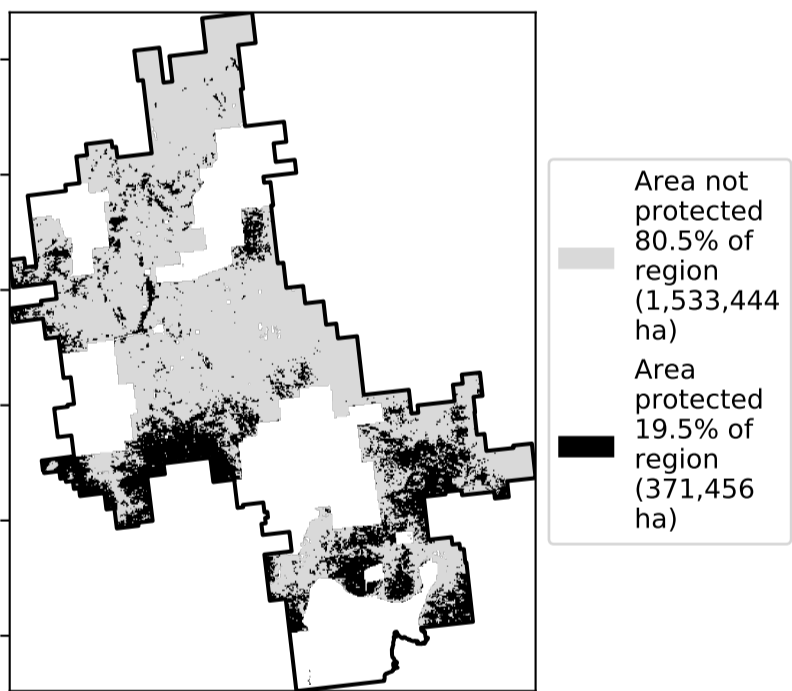 Area not
protected
80.5% of
region
(1,533,444
ha)
Area
protected
19.5% of
region
(371,456
ha)